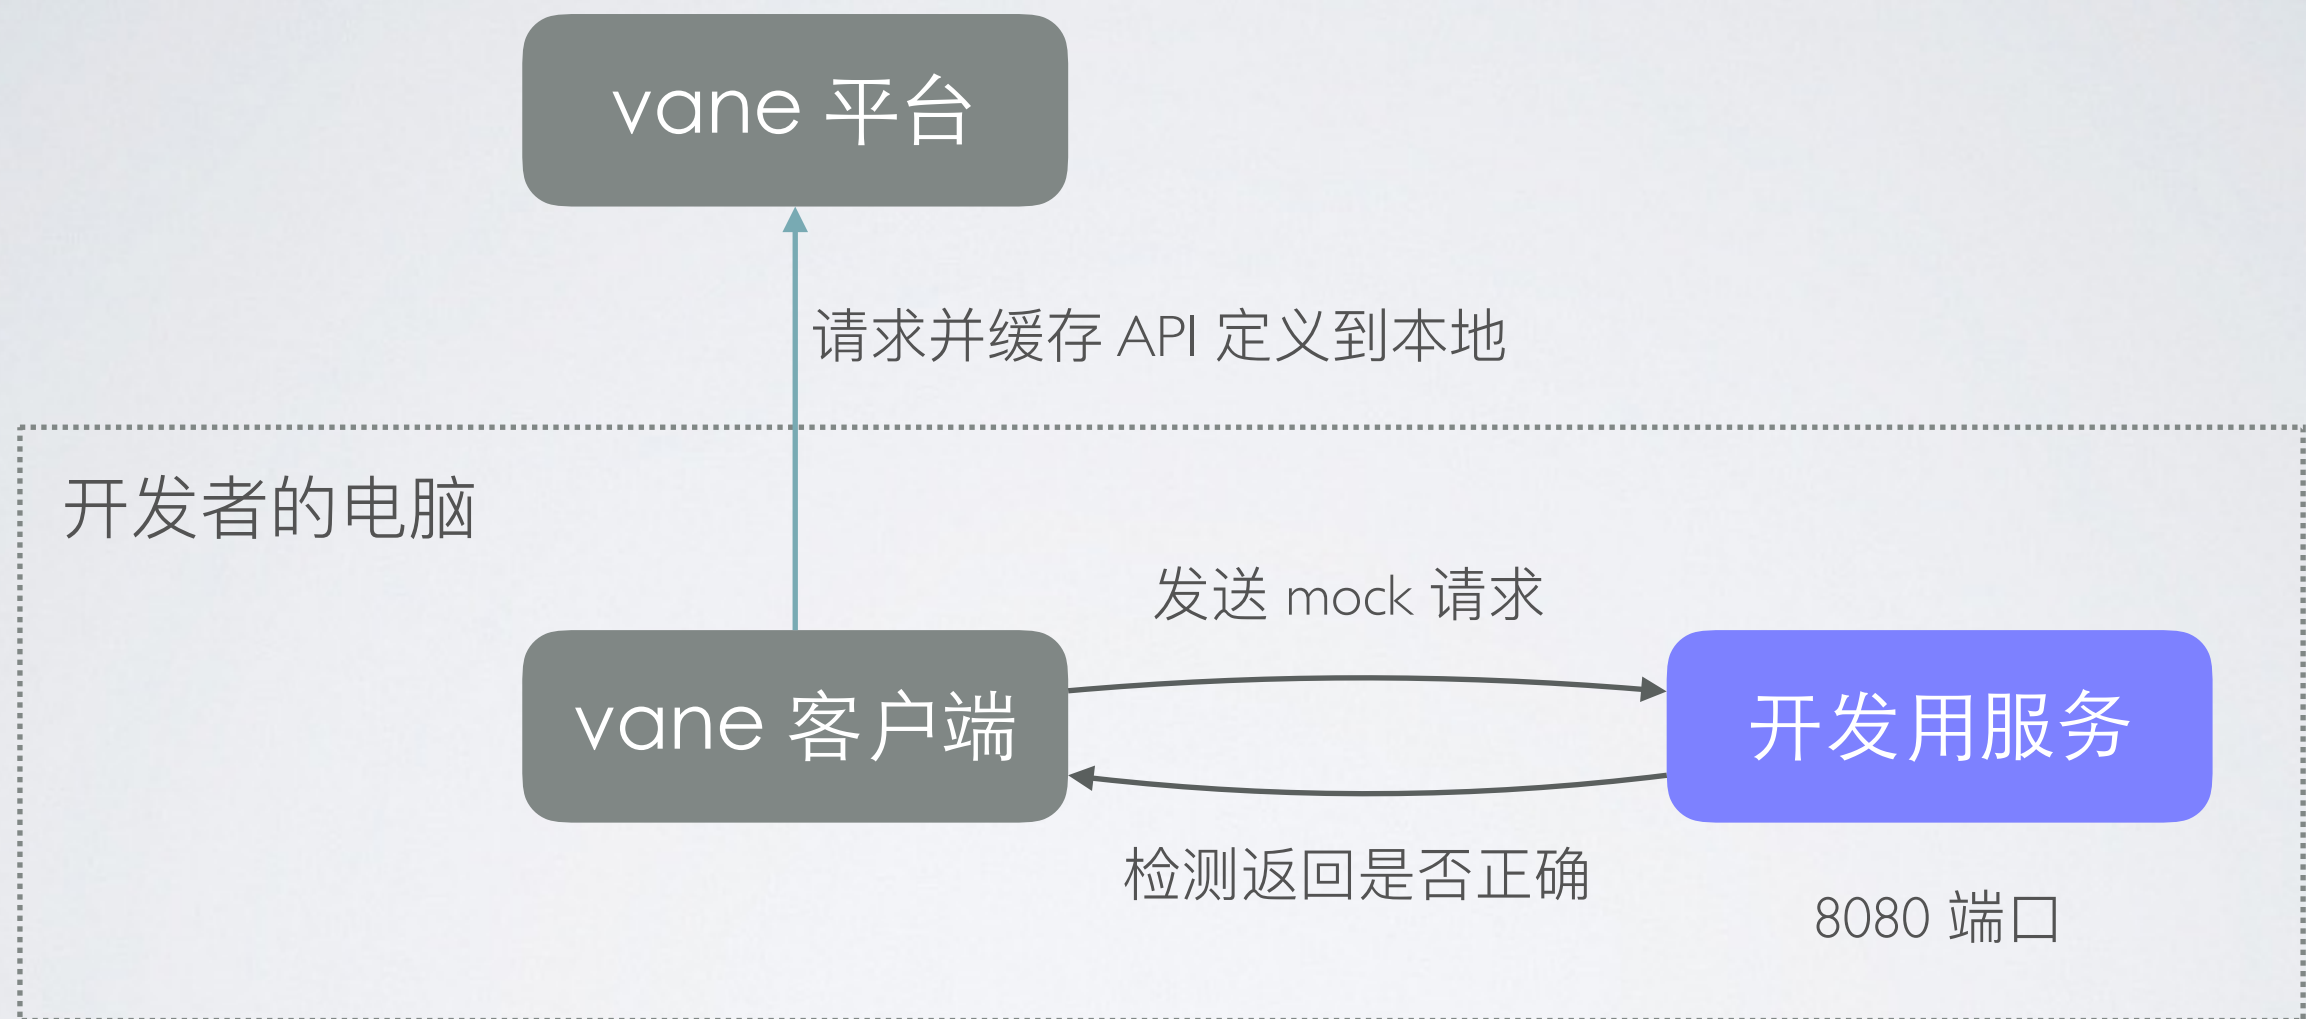 vane 平台
请求并缓存 API 定义到本地
开发者的电脑
发送 mock 请求
vane 客户端
开发用服务
检测返回是否正确
8080 端口